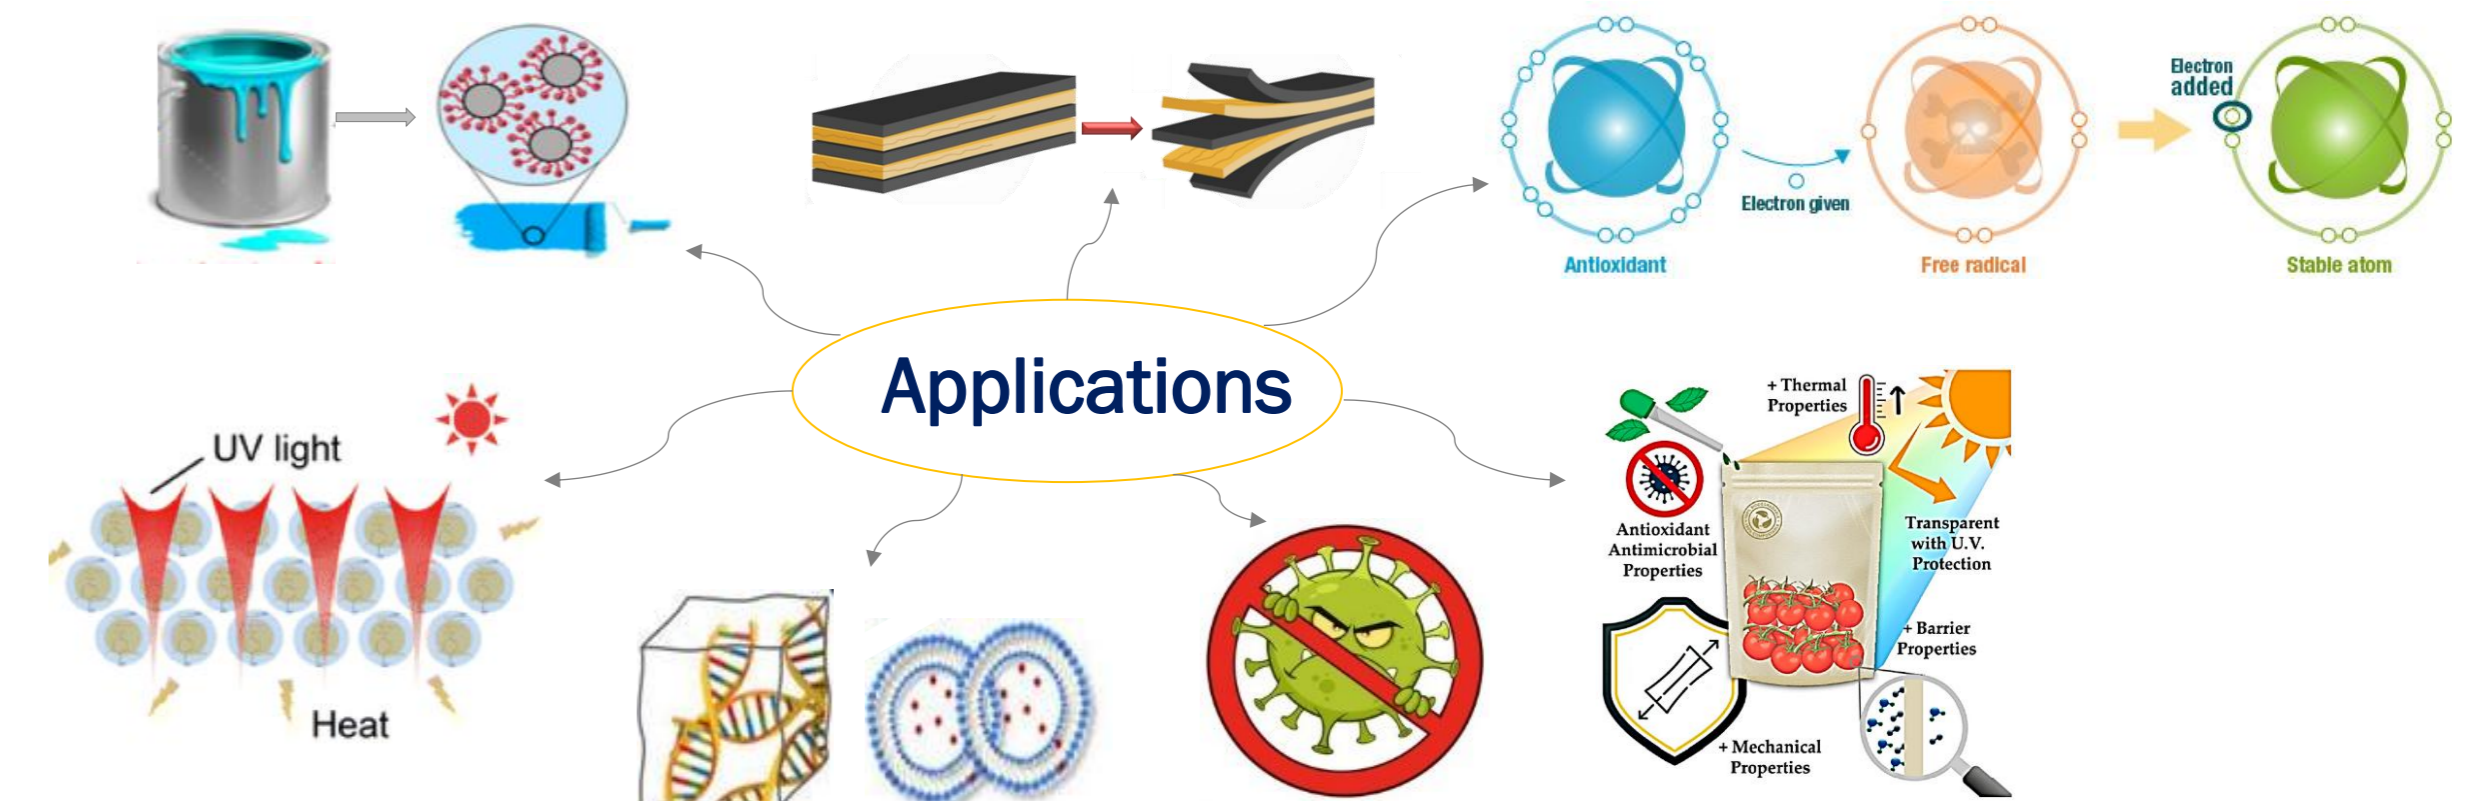 Electron
added
Electron given
Antioxidant
Free radical
Stable atom
Applications
UV light
Heat
+ Thermal
Properties
Antioxidant
Antimicrobial
Properties
Transparent
with U.V.
Protection
+ Barrier
Properties
+ Mechanical
Properties